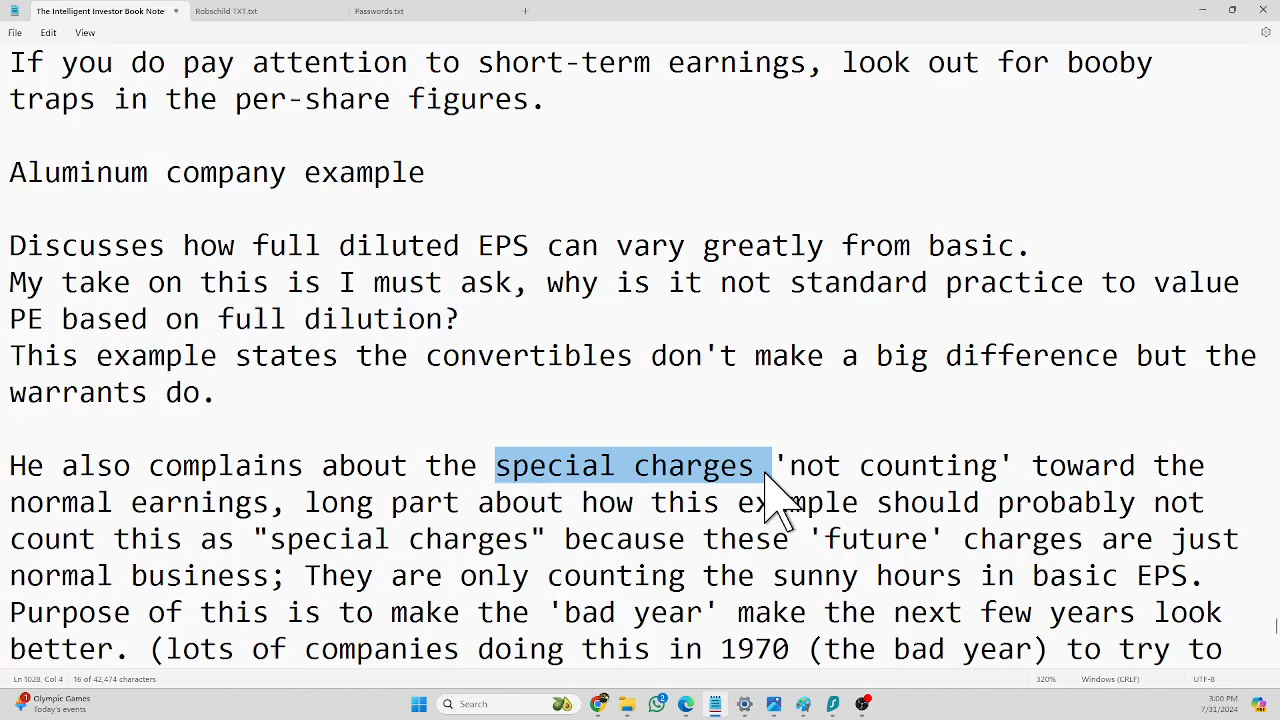 The Intelligent Investor Book Note
Robschild TXT.txt
Passwords.txt
File Edit View
If you do pay attention to short-term earnings, look out for booby
traps in the per-share figures.
Aluminum company example
Discusses how full diluted EPS can vary greatly from basic.
My take on this is I must ask, why is it not standard practice to value
PE based on full dilution?
This example states the convertibles don't make a big difference but the
warrants do.
He also complains about the special charges 'not counting' toward the
normal earnings, long part about how this example should probably not
count this as "special charges" because these 'future' charges are just
normal business; They are only counting the sunny hours in basic EPS.
Purpose of this is to make the 'bad year' make the next few years look
better. (lots of companies doing this in 1970 (the bad year) to try to
Ln 1028, Col 4 16 of 42,474 characters 320% Windows (CRLF) UTF-8
1
Olympic Games
Today's events
Search
2
3:00 PM
7/31/2024